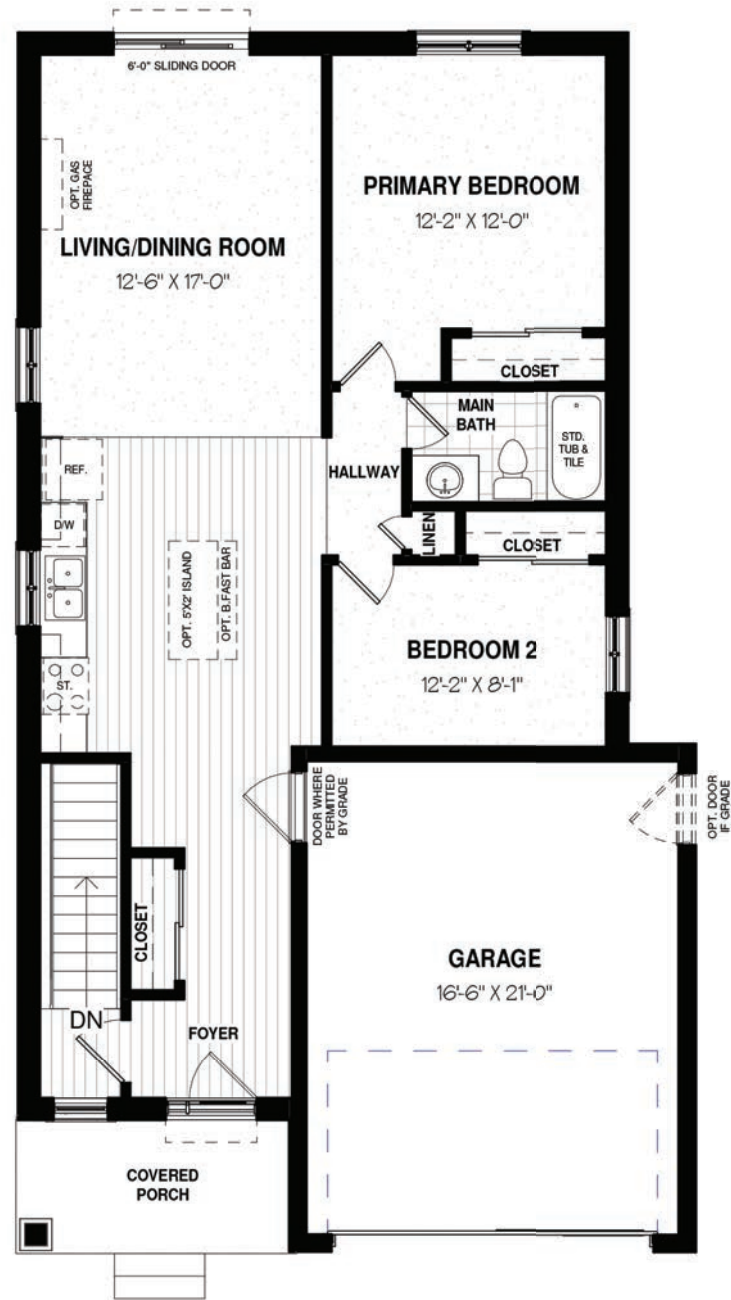 6'-0" SLIDING DOOR
OPT. GAS
FIREPACE
PRIMARY BEDROOM
12'-2" X 12'-0"
LIVING/DINING ROOM
12'-6" X 17'-0"
CLOSET
MAIN
BATH
STD.
TUB &
TILE
HALLWAY
REF.
D/W
LINEN
CLOSET
OPT. 5'X2' ISLAND
OPT. B.FAST BAR
BEDROOM 2
12'-2" X 8'-1"
ST.
DOOR WHERE
PERMITTED
BY GRADE
OPT. DOOR
IF GRADE
CLOSET
GARAGE
16'-6" X 21'-0"
DN
FOYER
COVERED
PORCH